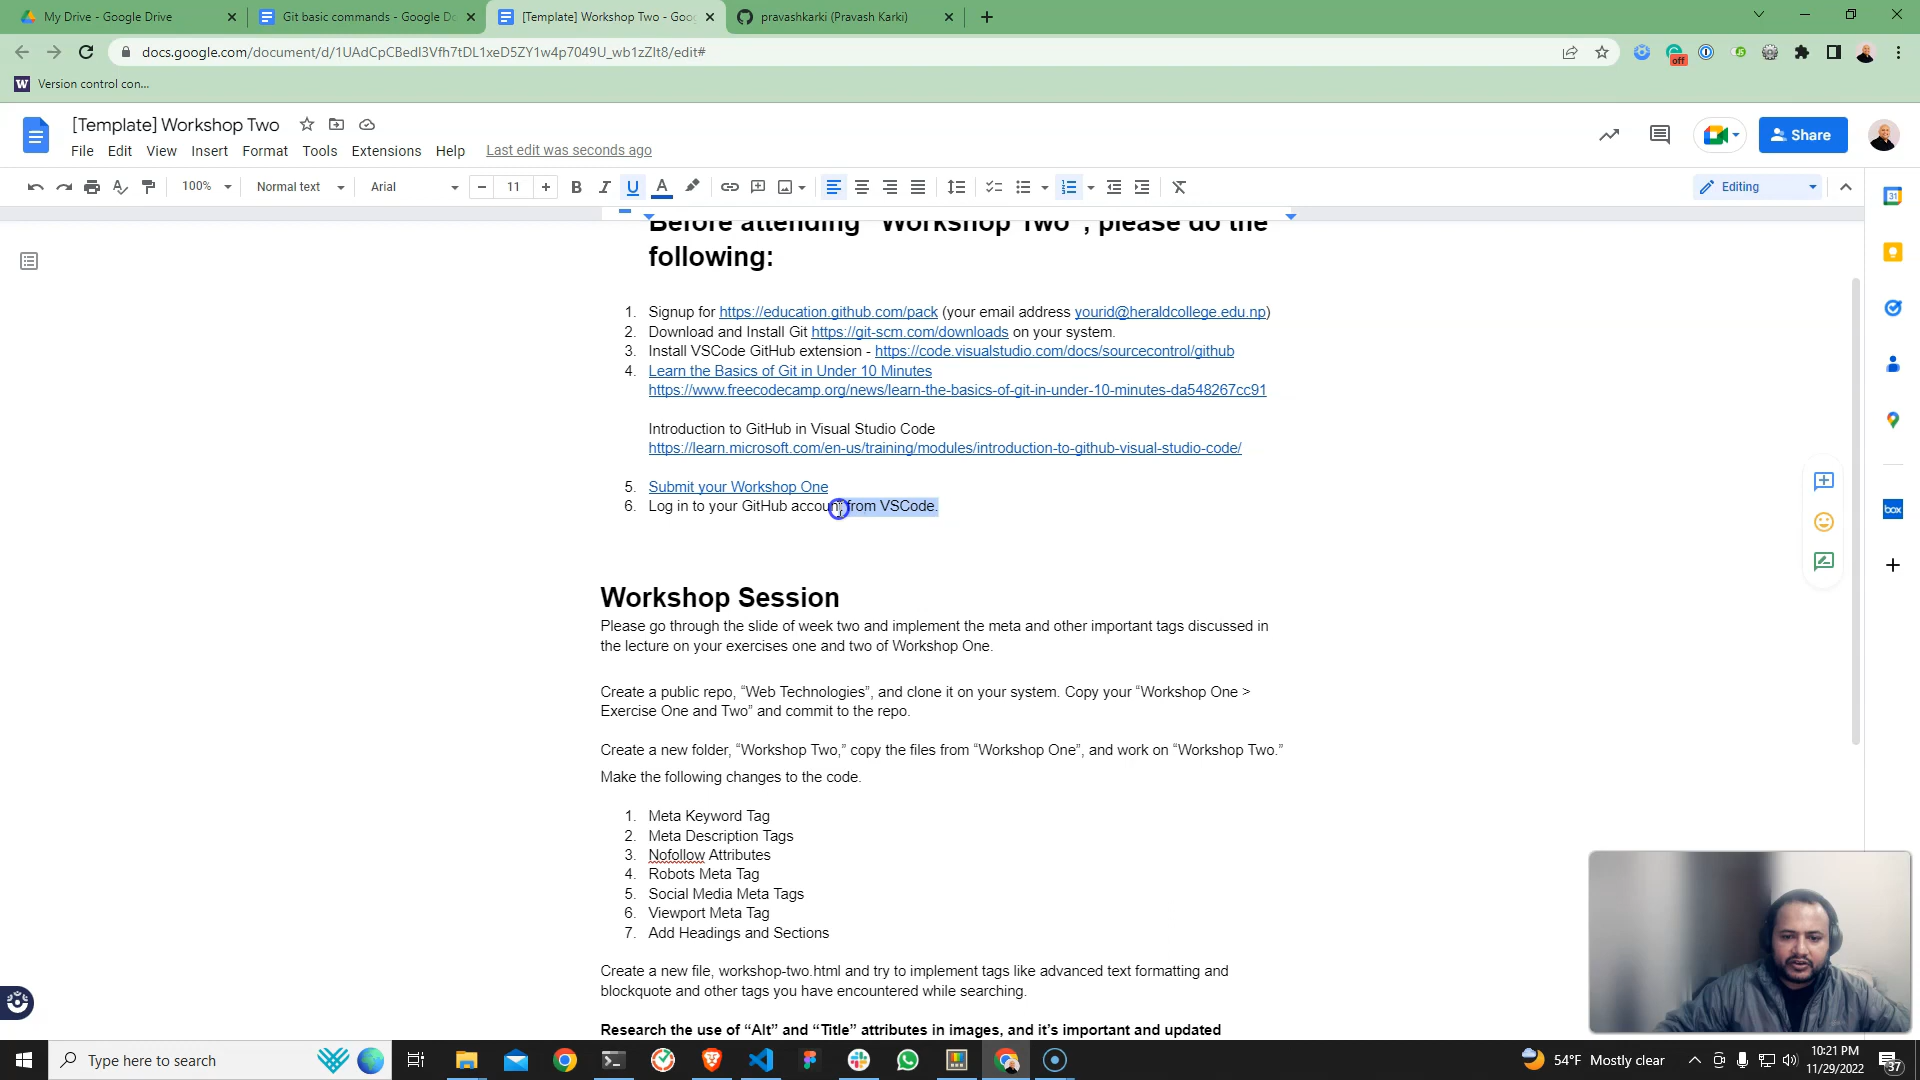 My Drive - Google Drive
Git basic commands - Google Do
[Template] Workshop Two - Goog
pravashkarki (Pravash Karki)
docs.google.com/document/d/1UAdCpCBedI3Vfh7tDL1xeD5ZY1w4p7049U_wb1zZIt8/edit#
off
Version control con...
[Template] Workshop Two
Share
File Edit View Insert Format Tools Extensions Help Last edit was seconds ago
100% Normal text Arial 11 Editing
Before attending "Workshop Two", please do the
following:
1. Signup for https://education.github.com/pack (your email address yourid@heraldcollege.edu.np)
2. Download and Install Git https://git-scm.com/downloads on your system.
3. Install VSCode GitHub extension - https://code.visualstudio.com/docs/sourcecontrol/github
4. Learn the Basics of Git in Under 10 Minutes
https://www.freecodecamp.org/news/learn-the-basics-of-git-in-under-10-minutes-da548267cc91
Introduction to GitHub in Visual Studio Code
https://learn.microsoft.com/en-us/training/modules/introduction-to-github-visual-studio-code/
5. Submit your Workshop One
6. Log in to your GitHub account from VSCode.
Workshop Session
Please go through the slide of week two and implement the meta and other important tags discussed in
the lecture on your exercises one and two of Workshop One.
Create a public repo, “Web Technologies”, and clone it on your system. Copy your “Workshop One >
Exercise One and Two” and commit to the repo.
Create a new folder, “Workshop Two,” copy the files from “Workshop One”, and work on “Workshop Two.”
Make the following changes to the code.
1. Meta Keyword Tag
2. Meta Description Tags
3. Nofollow Attributes
4. Robots Meta Tag
5. Social Media Meta Tags
6. Viewport Meta Tag
7. Add Headings and Sections
Create a new file, workshop-two.html and try to implement tags like advanced text formatting and
blockquote and other tags you have encountered while searching.
Research the use of “Alt” and “Title” attributes in images, and it’s important and updated
31
box
Type here to search
54°F Mostly clear
10:21 PM
11/29/2022
37